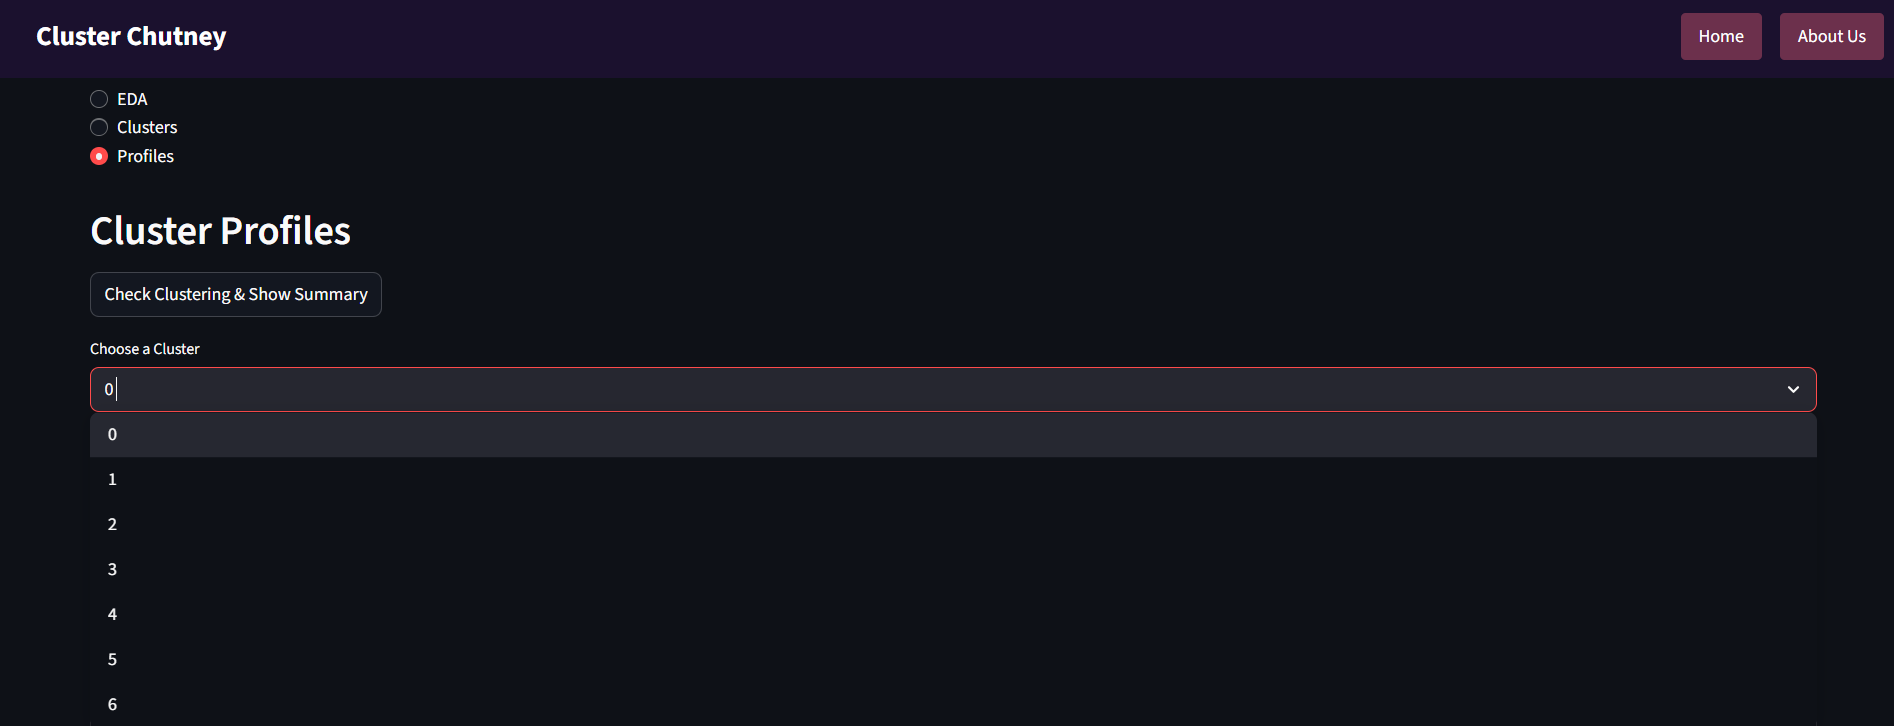 Cluster Chutney
Home
About Us
EDA
Clusters
Profiles
Cluster Profiles
Check Clustering & Show Summary
Choose a Cluster
0
0
1
2
3
4
5
6